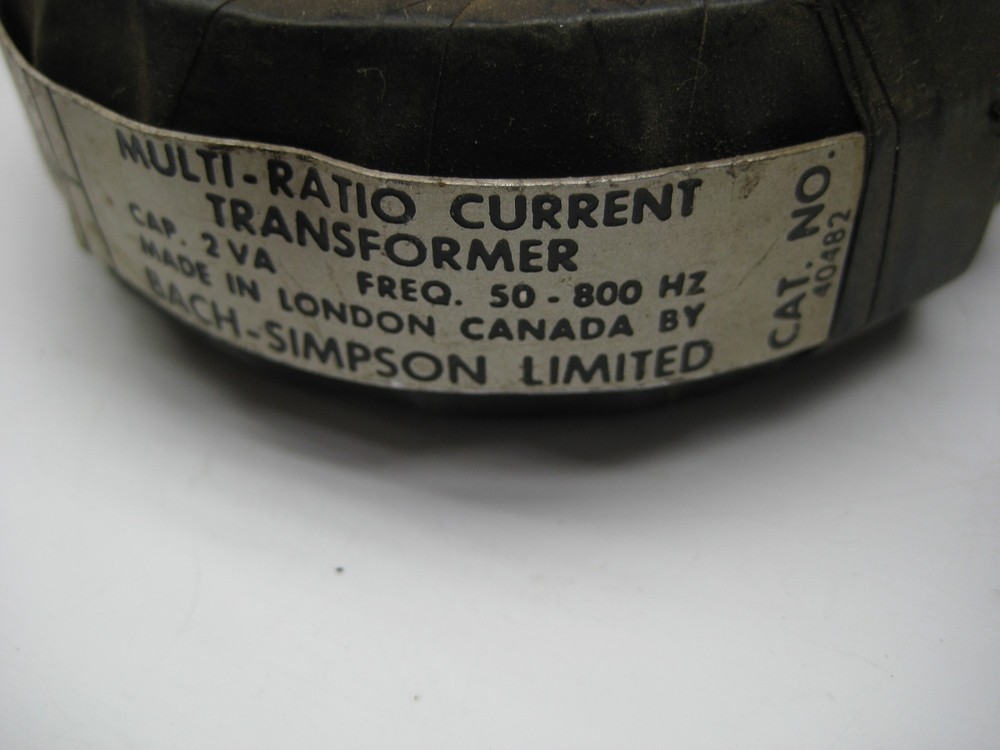 MULTI-RATIO CURRENT
TRANSFORMER
CAP. 2 VA FREQ. 50 - 800 HZ
MADE IN LONDON CANADA BY
BACH-SIMPSON LIMITED
CAT. NO.
40482